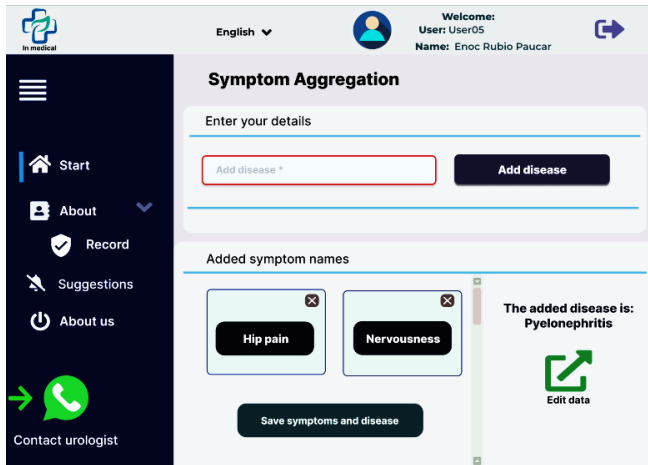 In medical
English
Welcome:
User: User05
Name: Enoc Rubio Paucar
Start
About
Record
Suggestions
About us
Contact urologist
Symptom Aggregation
Enter your details
Add disease *
Add disease
Added symptom names
Hip pain
Nervousness
Save symptoms and disease
The added disease is:
Pyelonephritis
Edit data